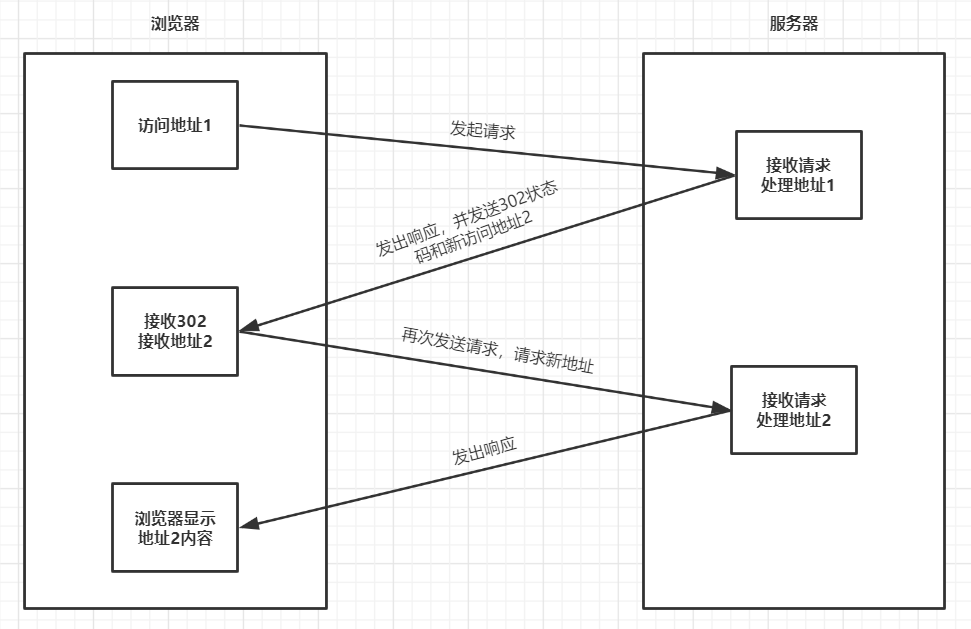 浏览器
服务器
访问地址1
发起请求
接收请求
处理地址1
发出响应，并发送302状态
码和新访问地址2
接收302
接收地址2
再次发送请求，请求新地址
接收请求
处理地址2
发出响应
浏览器显示
地址2内容